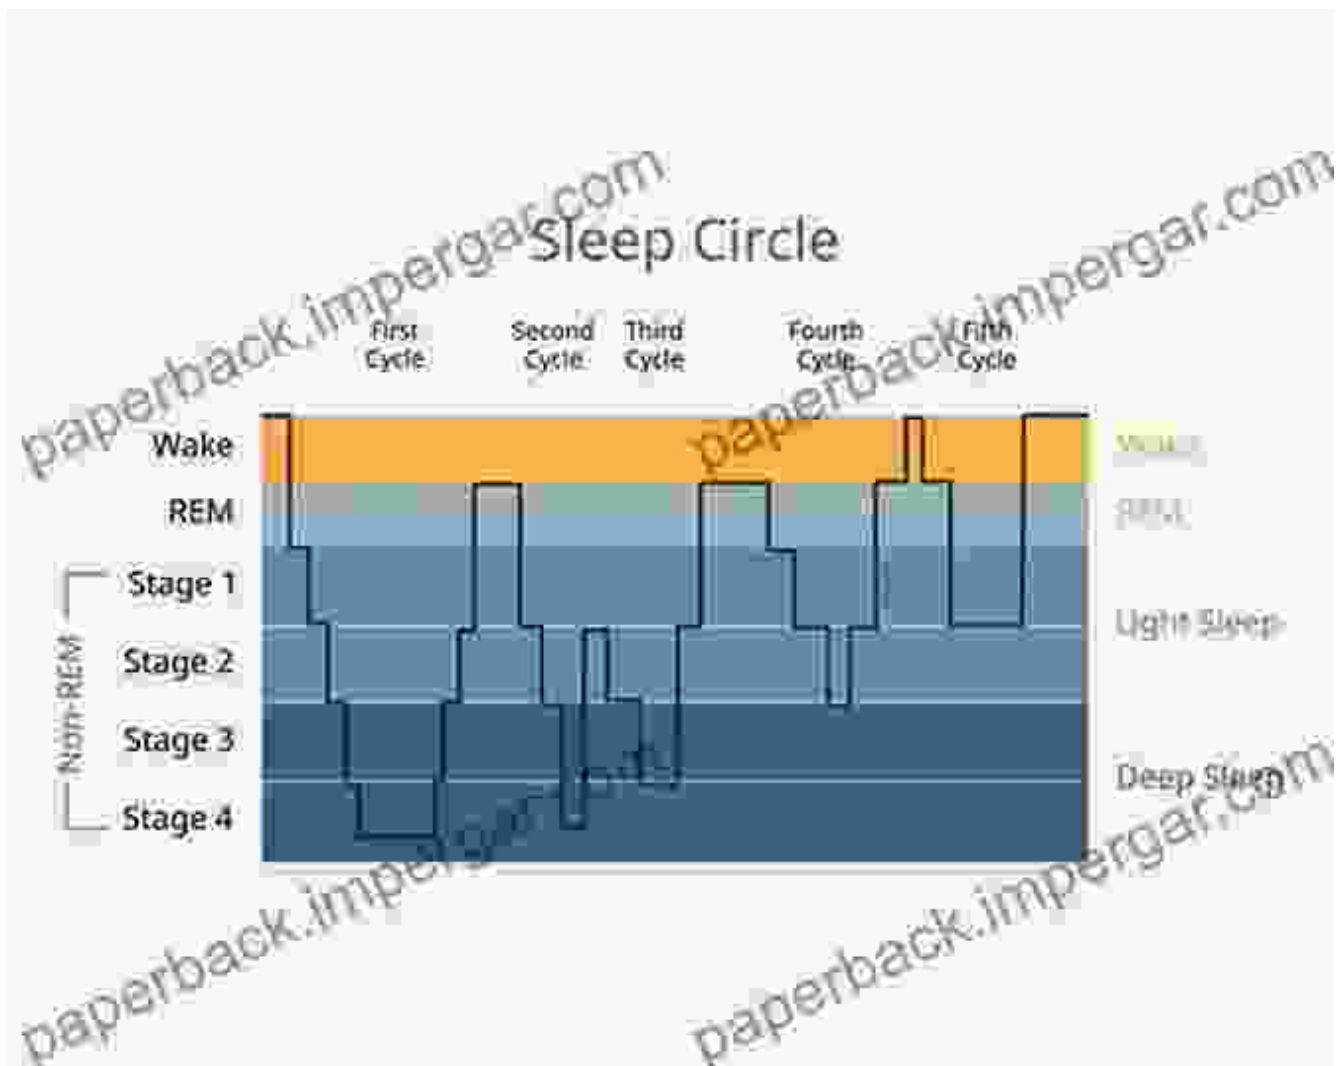 paperback.impergar.com
paperback.impergar.com
Sleep Circle
First
Cycle
Second
Cycle
Third
Cycle
Fourth
Cycle
Fifth
Cycle
Wake
REM
Stage 1
Stage 2
Stage 3
Stage 4
Non-REM
Wake
REM
Light Sleep
Deep Sleep
paperback.impergar.com
paperback.impergar.com